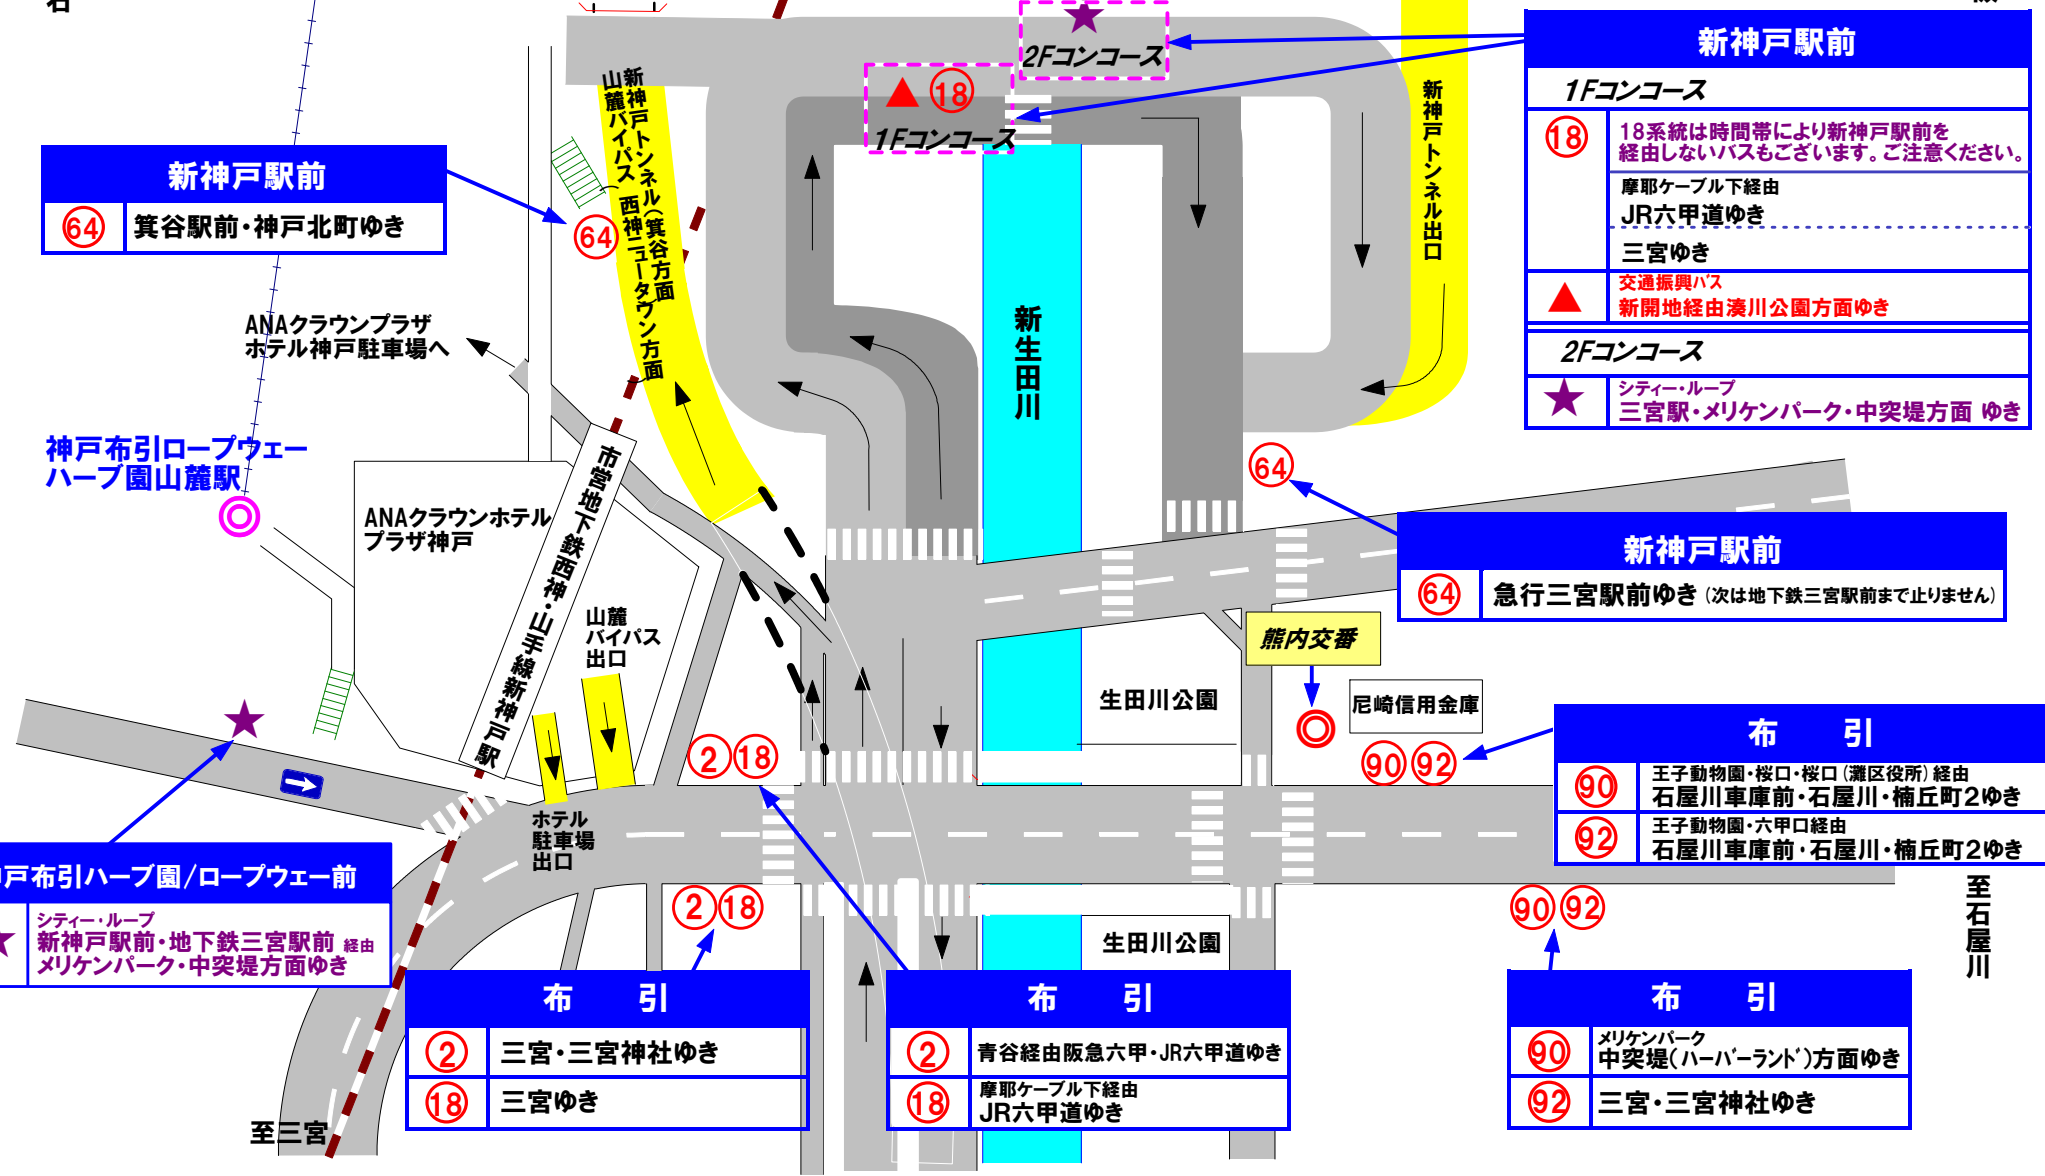 2Fコンコース
18
1Fコンコース
新神戸トンネル(箕谷方面)
山麓バイパス(西神ニュータウン方面)
新神戸トンネル出口
新神戸駅前
1Fコンコース
18
18系統は時間帯により新神戸駅前を
経由しないバスもございます。ご注意ください。
摩耶ケーブル下経由
JR六甲道ゆき
三宮ゆき
交通振興バス
新開地経由湊川公園方面ゆき
2Fコンコース
シティー・ループ
三宮駅・メリケンパーク・中突堤方面 ゆき
新神戸駅前
64
箕谷駅前・神戸北町ゆき
64
ANAクラウンプラザ
ホテル神戸駐車場へ
新生田川
神戸布引ロープウェー
ハーブ園山麓駅
ANAクラウンホテル
プラザ神戸
市営地下鉄西神・山手線新神戸駅
64
新神戸駅前
64
急行三宮駅前ゆき (次は地下鉄三宮駅前まで止りません)
山麓
バイパス
出口
熊内交番
生田川公園
尼崎信用金庫
2
18
90
92
布 引
90
王子動物園・桜口・桜口(灘区役所)経由
石屋川車庫前・石屋川・楠丘町2ゆき
92
王子動物園・六甲口経由
石屋川車庫前・石屋川・楠丘町2ゆき
ホテル
駐車場
出口
戸布引ハーブ園/ロープウェー前
シティー・ループ
新神戸駅前・地下鉄三宮駅前 経由
メリケンパーク・中突堤方面ゆき
2
18
90
92
至石屋川
生田川公園
布 引
2
三宮・三宮神社ゆき
18
三宮ゆき
布 引
2
青谷経由阪急六甲・JR六甲道ゆき
18
摩耶ケーブル下経由
JR六甲道ゆき
布 引
90
メリケンパーク
中突堤(ハーバーランド)方面ゆき
92
三宮・三宮神社ゆき
至三宮